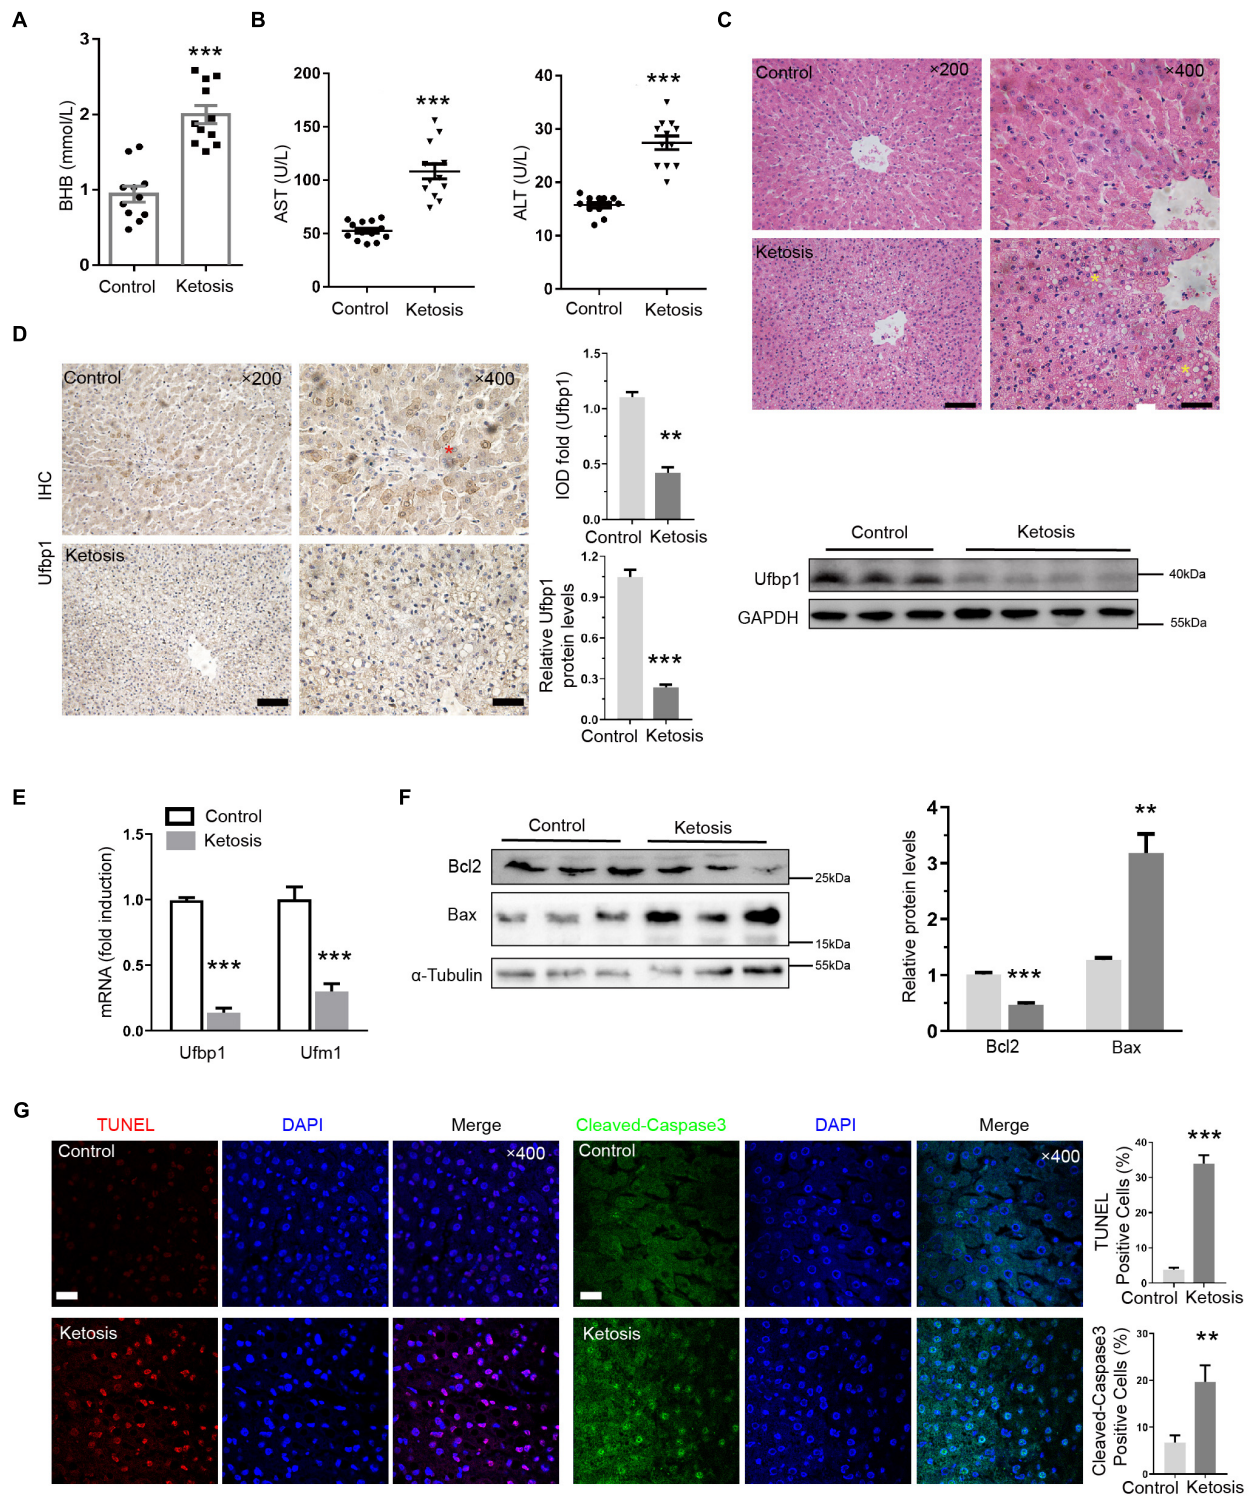 A
BHB (mmol/L)
3
2
1
0
***
Control
Ketosis
B
AST (U/L)
200
150
100
50
0
***
Control
Ketosis
ALT (U/L)
40
30
20
10
0
***
Control
Ketosis
C
Control
×200
×400
Ketosis
*
*
D
IHC
Ufbp1
Control
×200
×400
*
Ketosis
IOD fold (Ufbp1)
1.5
1.0
0.5
0.0
**
Control
Ketosis
Relative Ufbp1
protein levels
1.2
0.9
0.6
0.3
0.0
***
Control
Ketosis
Control
Ketosis
Ufbp1
40kDa
GAPDH
55kDa
E
Control
Ketosis
mRNA (fold induction)
1.5
1.0
0.5
0.0
***
***
Ufbp1
Ufm1
F
Control
Ketosis
Bcl2
25kDa
Bax
15kDa
α-Tubulin
55kDa
Relative protein levels
4
3
2
1
0
***
**
Bcl2
Bax
G
TUNEL
DAPI
Merge
Cleaved-Caspase3
DAPI
Merge
Control
×400
Control
×400
Ketosis
Ketosis
TUNEL
Positive Cells (%)
40
30
20
10
0
***
Control
Ketosis
Cleaved-Caspase3
Positive Cells (%)
30
20
10
0
**
Control
Ketosis